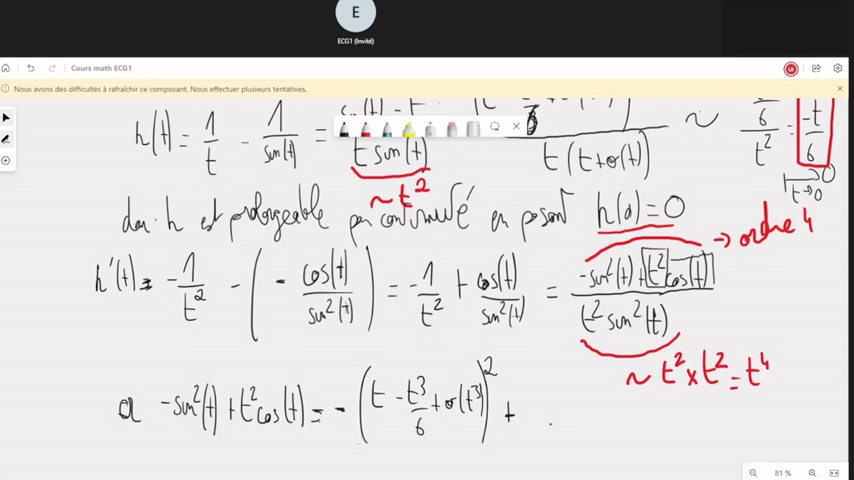 E
ECG1 (Invité)
Cours math ECG1
Nous avons des difficultés à rafraîchir ce composant. Nous effectuer plusieurs tentatives.
h(t) = 1/t - 1/sin(t) = / t sin(t) = / t(t+o(t)) ~ /6 / t² = -t/6
~ t²
t→0 0
donc h est prolongeable par continuité en posant h(0) = 0
→ ordre 4
h'(t) = -1/t² - (- cos(t)/sin²(t)) = -1/t² + cos(t)/sin²(t) = -sin²(t) + t² cos(t) / t² sin²(t)
~ t² × t² = t⁴
a -sin²(t) + t² cos(t) = - (t - t³/6 + o(t³))² +
81 %